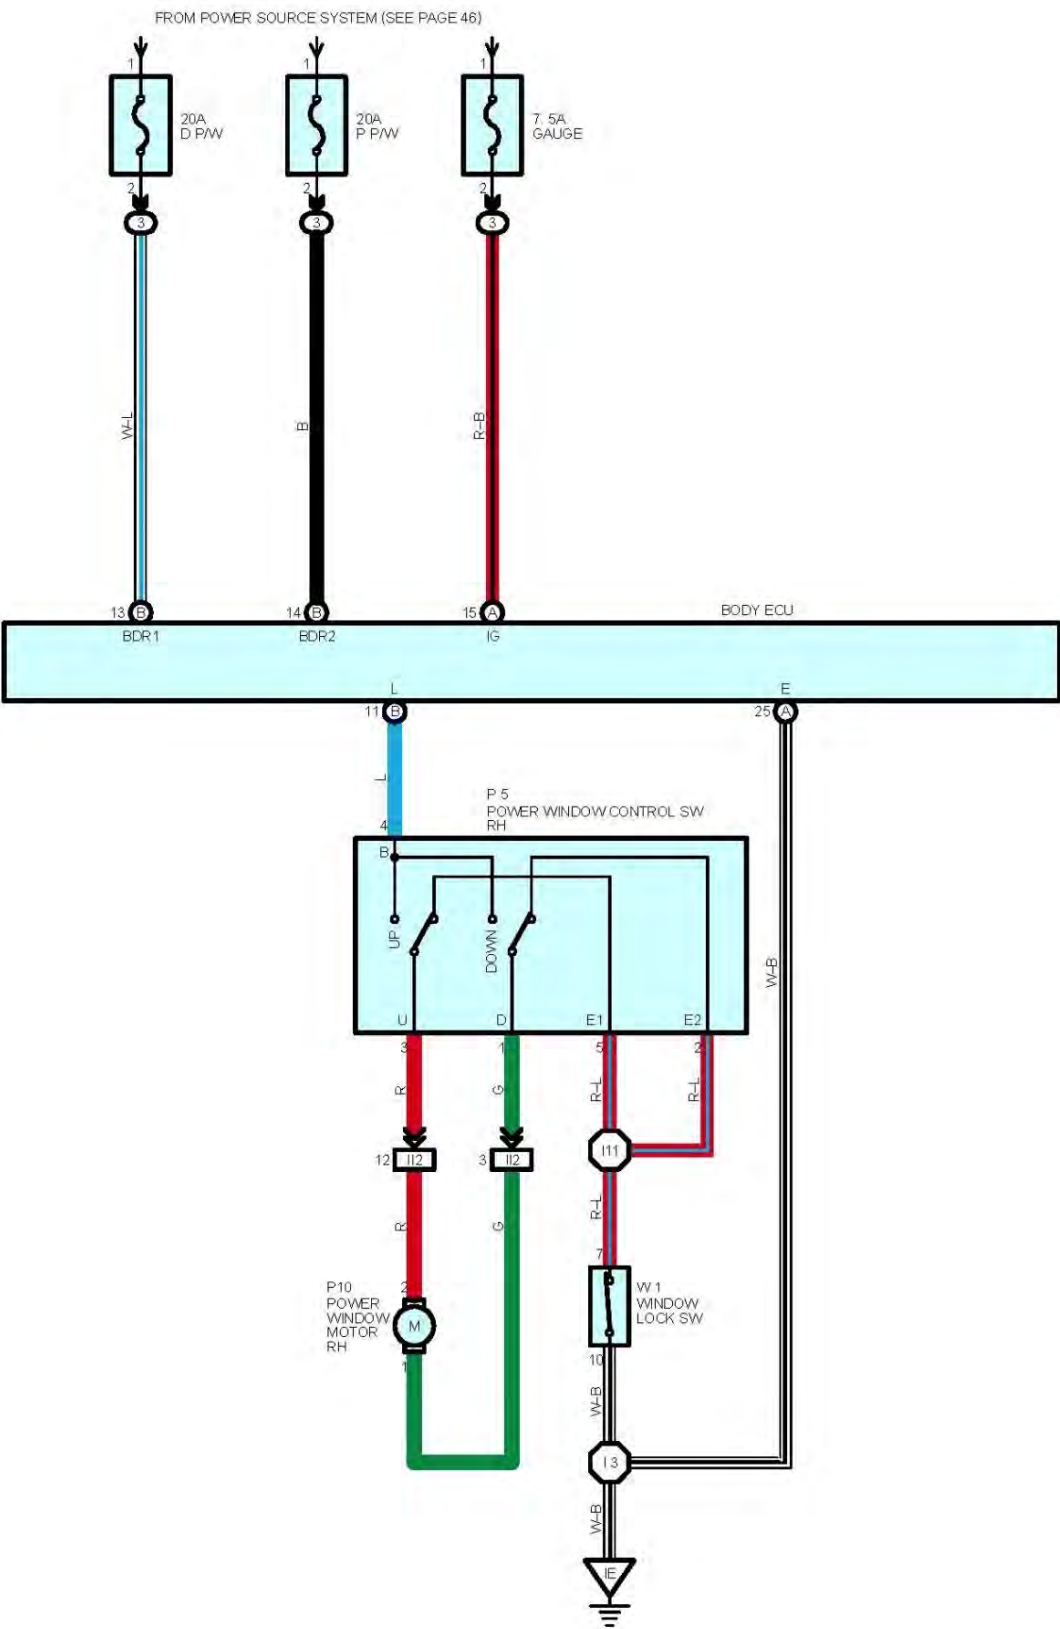 FROM POWER SOURCE SYSTEM (SEE PAGE 46)
1
1
1
20A
D P/W
20A
P P/W
7. 5A
GAUGE
2
2
2
3
3
3
W–L
B
R–B
13 B
14 B
15 A
BODY ECU
BDR1
BDR2
IG
L
E
11 B
25 A
L
P 5
POWER WINDOW CONTROL SW
RH
4
B
UP
DOWN
W–B
U
D
E1
E2
3
1
5
2
R
G
R–L
R–L
I11
12 II2
3 II2
R
G
R–L
7
P10
POWER
WINDOW
MOTOR
RH
2
M
1
W 1
WINDOW
LOCK SW
10
W–B
I 3
W–B
IE